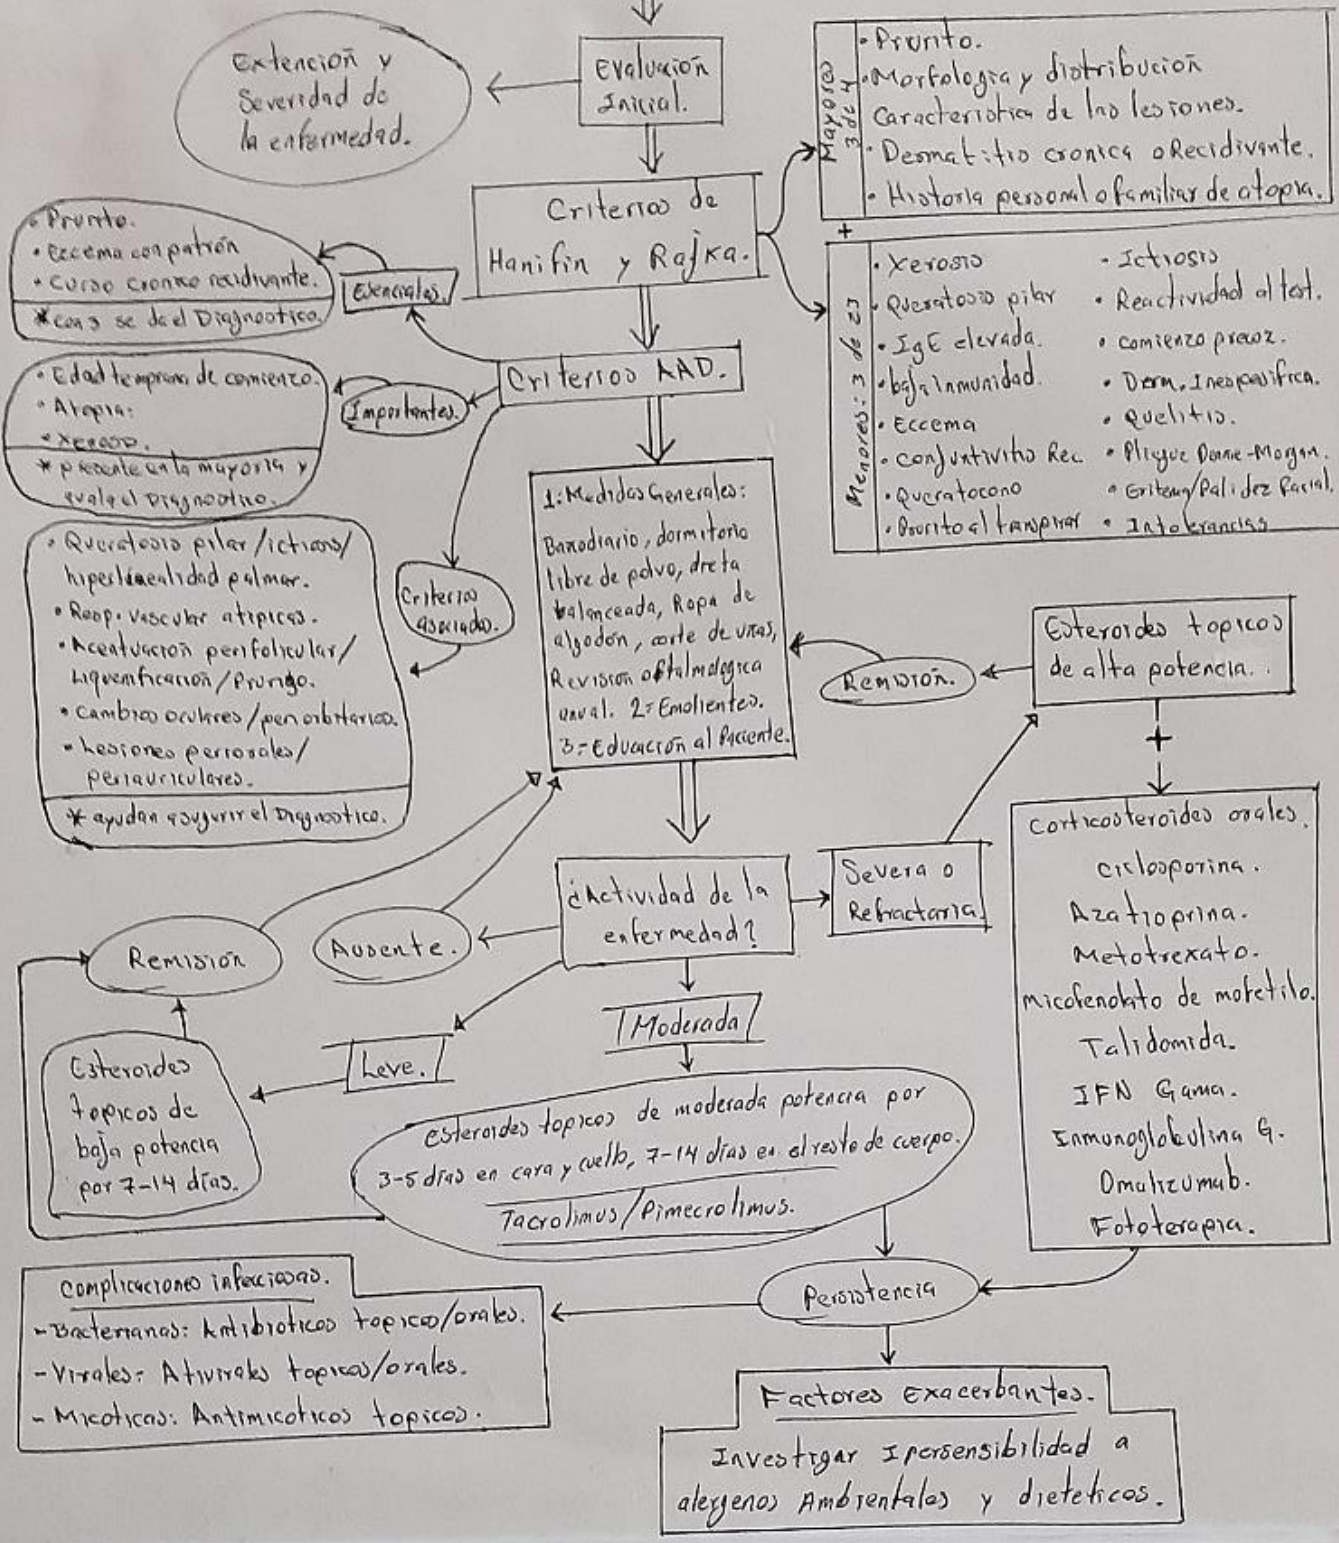 Extención y
Severidad de
la enfermedad.
Evaluación
Inicial.
Mayores
3 de 4
• Prurito.
• Morfología y distribución
Caracteristica de las lesiones.
• Dermatitis cronica o Recidivante.
• Historia personal o familiar de atopia.
+
Criterios de
Hanifin y Rajka.
Menores: 3 de 23
• Xerosis
• Queratosis pilar
• IgE elevada.
• baja inmunidad.
• Eccema
• Conjuntivitis Rec.
• Queratocono
• Prurito al transpirar
• Ictiosis
• Reactividad al test.
• comienzo precoz.
• Derm. Inespesifica.
• Quelitis.
• Pliegue Denne-Morgan.
• Eritema/Palidez Facial.
• Intolerancias
• Prurito.
• Eccema con patrón
• Curso cronico recidivante.
* con 3 se da el Diagnostico.
Esenciales.
Criterios AAD.
• Edad temprana de comienzo.
• Atopia.
• Xerosis.
* presente en la mayoria y
avala el Diagnostico.
Importantes.
• Queratosis pilar/ictiosis/
hiperlinealidad palmar.
• Resp. vascular atipicas.
• Acentuación perifolicular/
Liquenificación/Prurigo.
• Cambios oculares/periorbitarios.
• Lesiones periorales/
periauriculares.
* ayudan a sugerir el Diagnostico.
Criterios
asociados.
1: Medidas Generales:
Baño diario, dormitorio
libre de polvo, dieta
balanceada, Ropa de
algodón, corte de uñas,
Revisión oftalmologica
anual. 2= Emolientes.
3= Educación al Paciente.
Remisión.
Esteroides topicos
de alta potencia.
+
Corticosteroides orales.
Ciclosporina.
Azatioprina.
Metotrexato.
micofenolato de mofetilo.
Talidomida.
IFN Gama.
Inmunoglobulina G.
Omalizumab.
Fototerapia.
¿Actividad de la
enfermedad?
Severa o
Refractaria
Ausente.
Remisión
Moderada
Leve.
Esteroides
topicos de
baja potencia
por 7-14 días.
esteroides topicos de moderada potencia por
3-5 días en cara y cuello, 7-14 días en el resto de cuerpo.
Tacrolimus/Pimecrolimus.
Persistencia
Complicaciones infecciosas.
- Bacterianas: Antibioticos topicos/orales.
- Virales: Ativirales topicos/orales.
- Micoticas: Antimicoticos topicos.
Factores Exacerbantes.
Investigar Ipersensibilidad a
alergenos Ambientales y dieteticos.